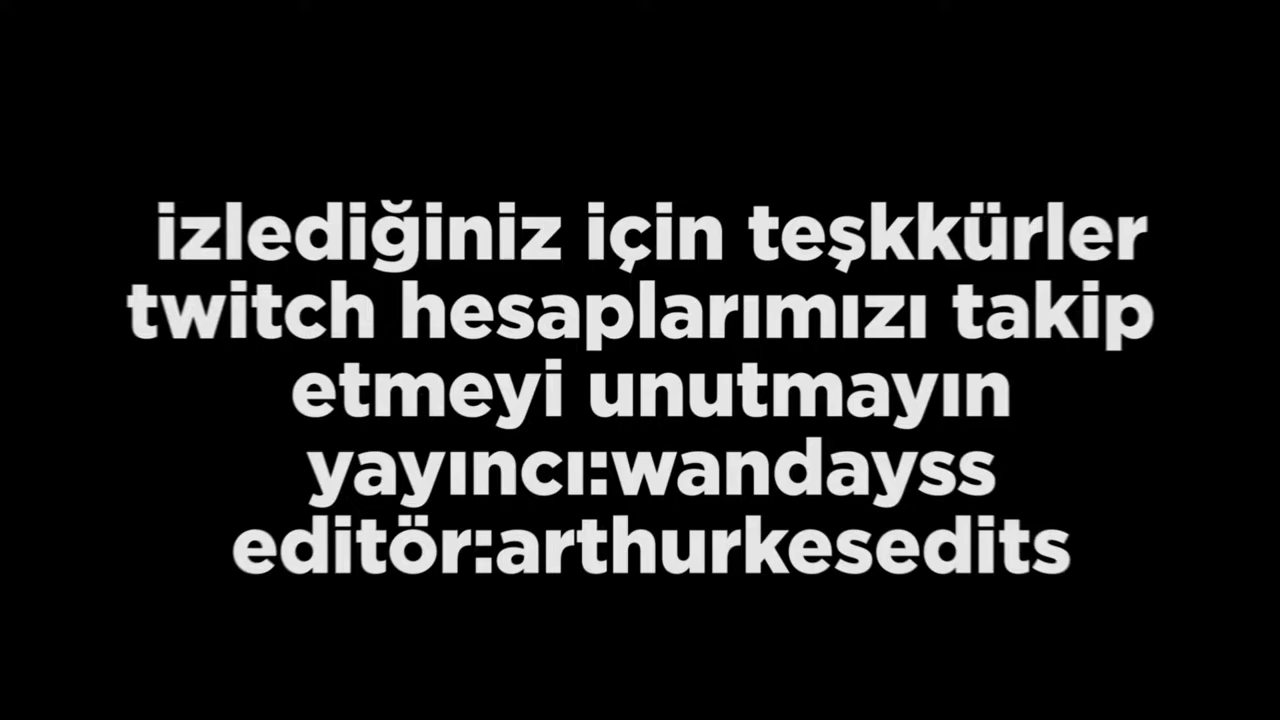 izlediğiniz için teşkkürler
twitch hesaplarımızı takip
etmeyi unutmayın
yayıncı:wandayss
editör:arthurkesedits